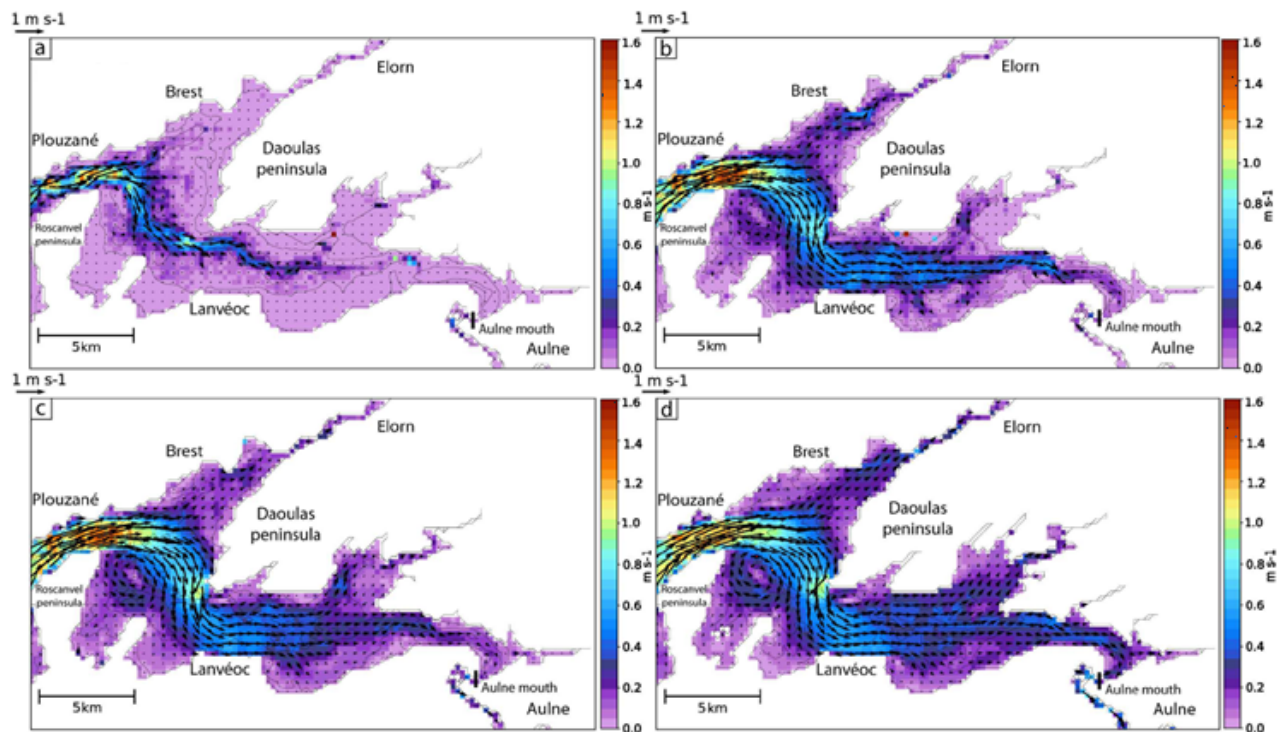 1 m s-1
a
Brest
Elorn
Plouzané
Daoulas
peninsula
Roscanvel
peninsula
Lanvéoc
Aulne mouth
Aulne
5km
1.6
1.4
1.2
1.0
0.8
0.6
0.4
0.2
0.0
m s-1
1 m s-1
b
Brest
Elorn
Plouzané
Daoulas
peninsula
Roscanvel
peninsula
Lanvéoc
Aulne mouth
Aulne
5km
1.6
1.4
1.2
1.0
0.8
0.6
0.4
0.2
0.0
m s-1
1 m s-1
c
Brest
Elorn
Plouzané
Daoulas
peninsula
Roscanvel
peninsula
Lanvéoc
Aulne mouth
Aulne
5km
1.6
1.4
1.2
1.0
0.8
0.6
0.4
0.2
0.0
m s-1
1 m s-1
d
Brest
Elorn
Plouzané
Daoulas
peninsula
Roscanvel
peninsula
Lanvéoc
Aulne mouth
Aulne
5km
1.6
1.4
1.2
1.0
0.8
0.6
0.4
0.2
0.0
m s-1